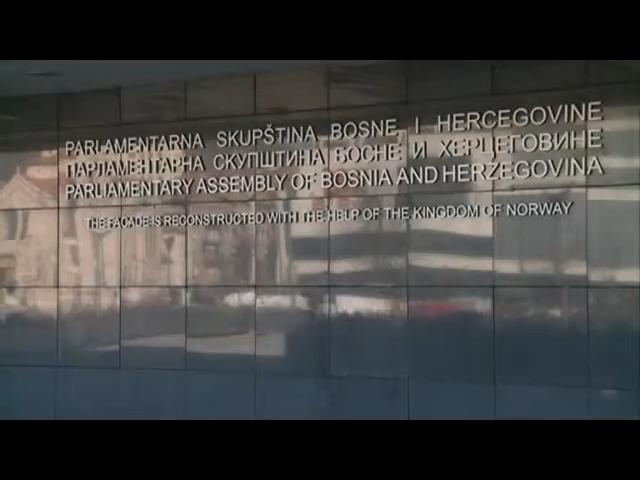 PARLAMENTARNA SKUPŠTINA BOSNE I HERCEGOVINE
ПАРЛАМЕНТАРНА СКУПШТИНА БОСНЕ И ХЕРЦЕГОВИНЕ
PARLIAMENTARY ASSEMBLY OF BOSNIA AND HERZEGOVINA
THE FACADE IS RECONSTRUCTED WITH THE HELP OF THE KINGDOM OF NORWAY